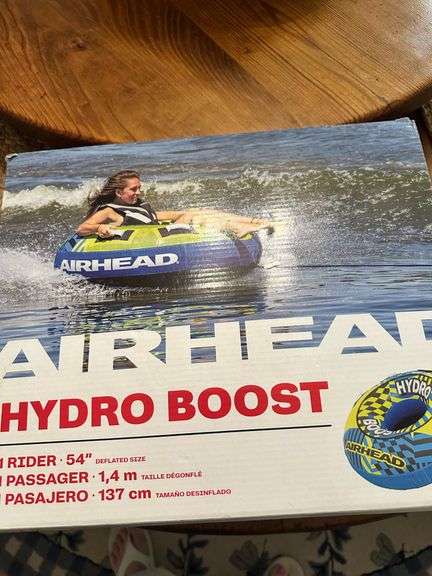 AIRHEAD
AIRHEAD
HYDRO BOOST
1 RIDER · 54" DEFLATED SIZE
1 PASSAGER · 1,4 m TAILLE DÉGONFLÉ
1 PASAJERO · 137 cm TAMAÑO DESINFLADO
HYDRO
BOOST
AIRHEAD